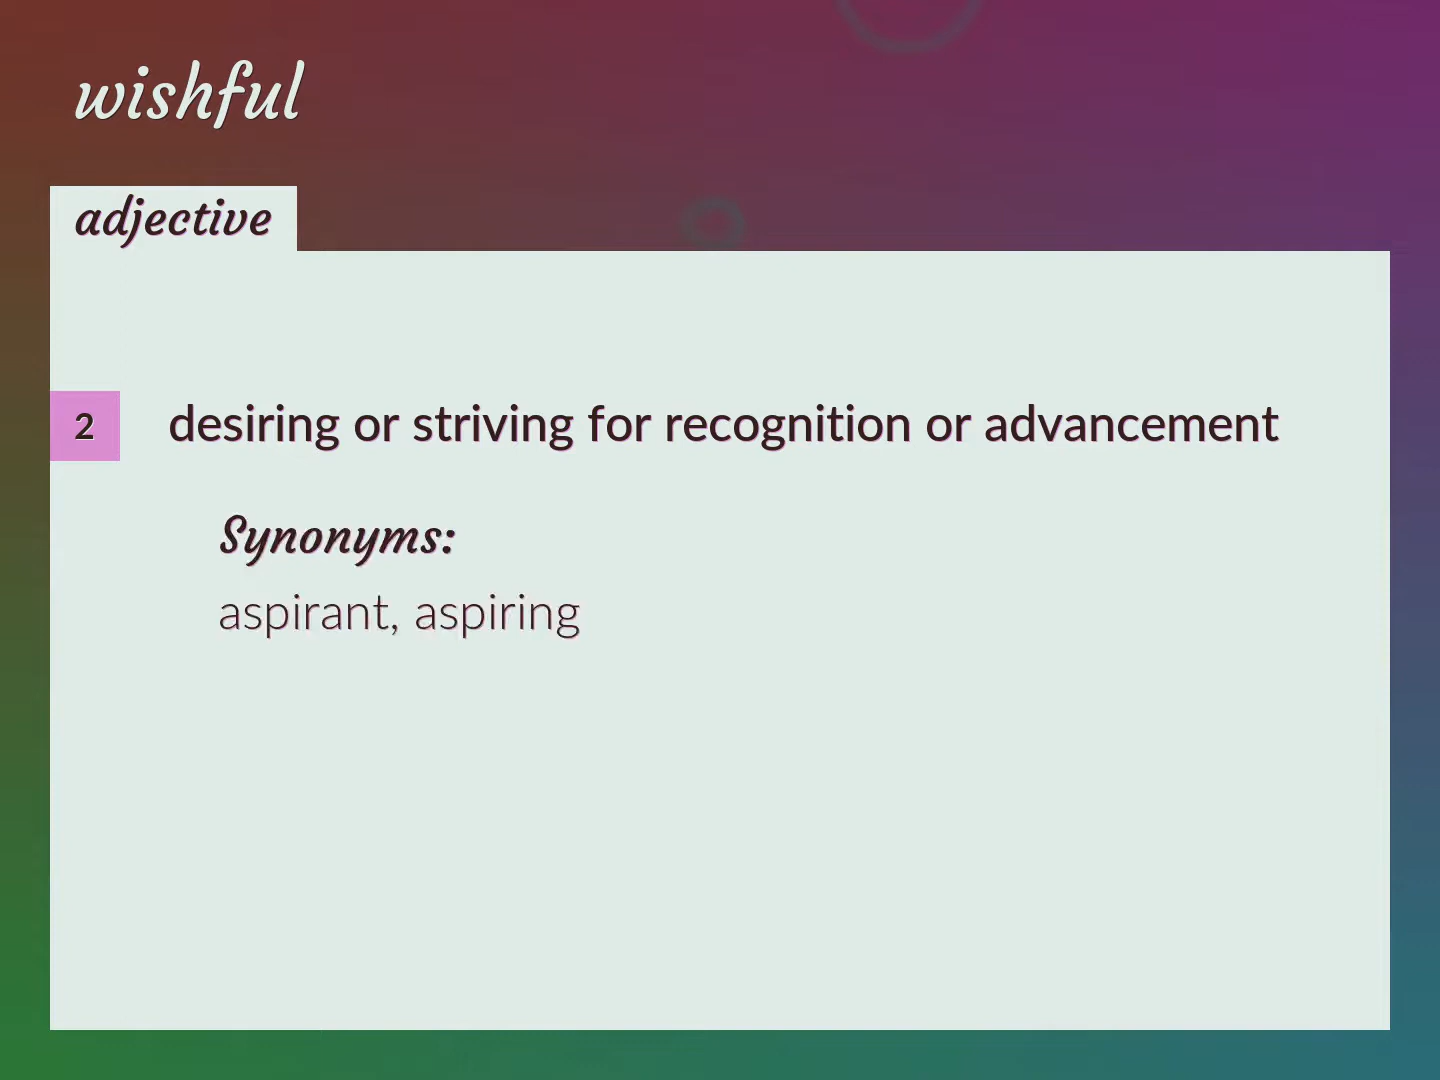 wishful
adjective
2 desiring or striving for recognition or advancement
Synonyms:
aspirant, aspiring